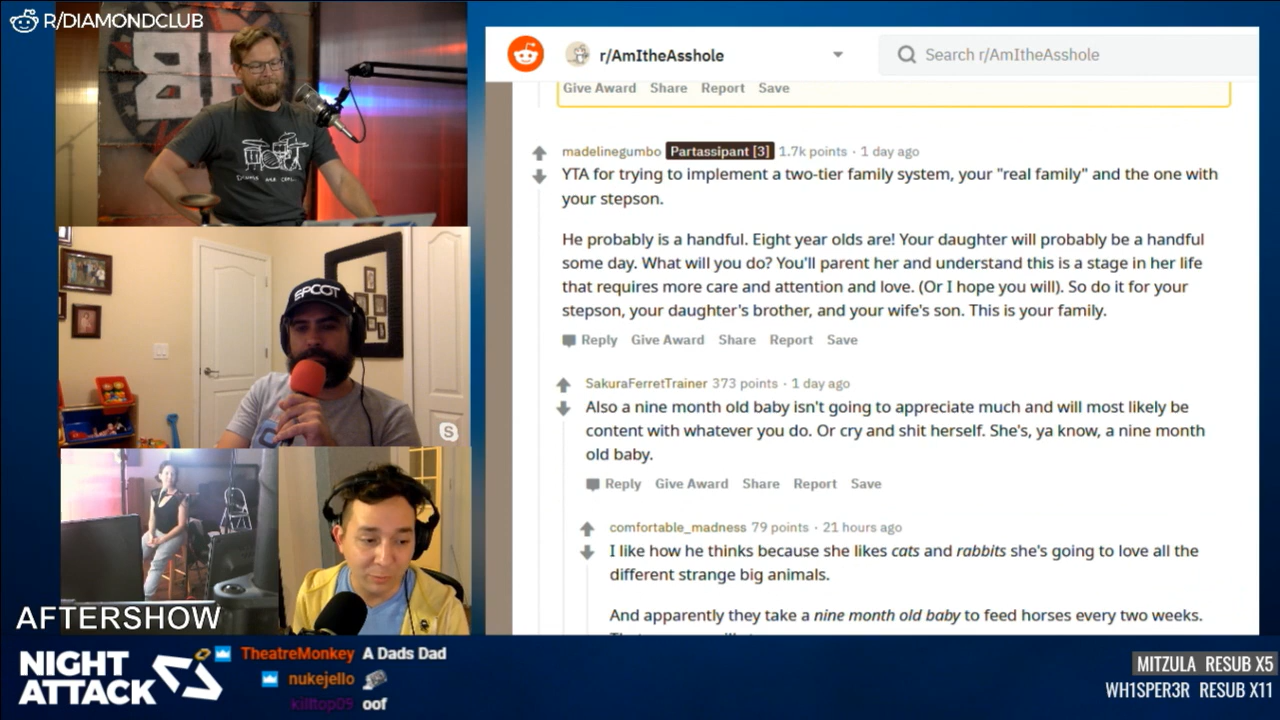 R/DIAMONDCLUB
r/AmItheAsshole
Search r/AmItheAsshole
Give Award Share Report Save
madelinegumbo Partassipant [3] 1.7k points · 1 day ago
YTA for trying to implement a two-tier family system, your "real family" and the one with
your stepson.
He probably is a handful. Eight year olds are! Your daughter will probably be a handful
some day. What will you do? You'll parent her and understand this is a stage in her life
that requires more care and attention and love. (Or I hope you will). So do it for your
stepson, your daughter's brother, and your wife's son. This is your family.
Reply Give Award Share Report Save
SakuraFerretTrainer 373 points · 1 day ago
Also a nine month old baby isn't going to appreciate much and will most likely be
content with whatever you do. Or cry and shit herself. She's, ya know, a nine month
old baby.
Reply Give Award Share Report Save
comfortable_madness 79 points · 21 hours ago
I like how he thinks because she likes cats and rabbits she's going to love all the
different strange big animals.
And apparently they take a nine month old baby to feed horses every two weeks.
EPCOT
AFTERSHOW
NIGHT
ATTACK
TheatreMonkey A Dads Dad
nukejello
killtop09 oof
MITZULA RESUB X5
WH1SPER3R RESUB X11